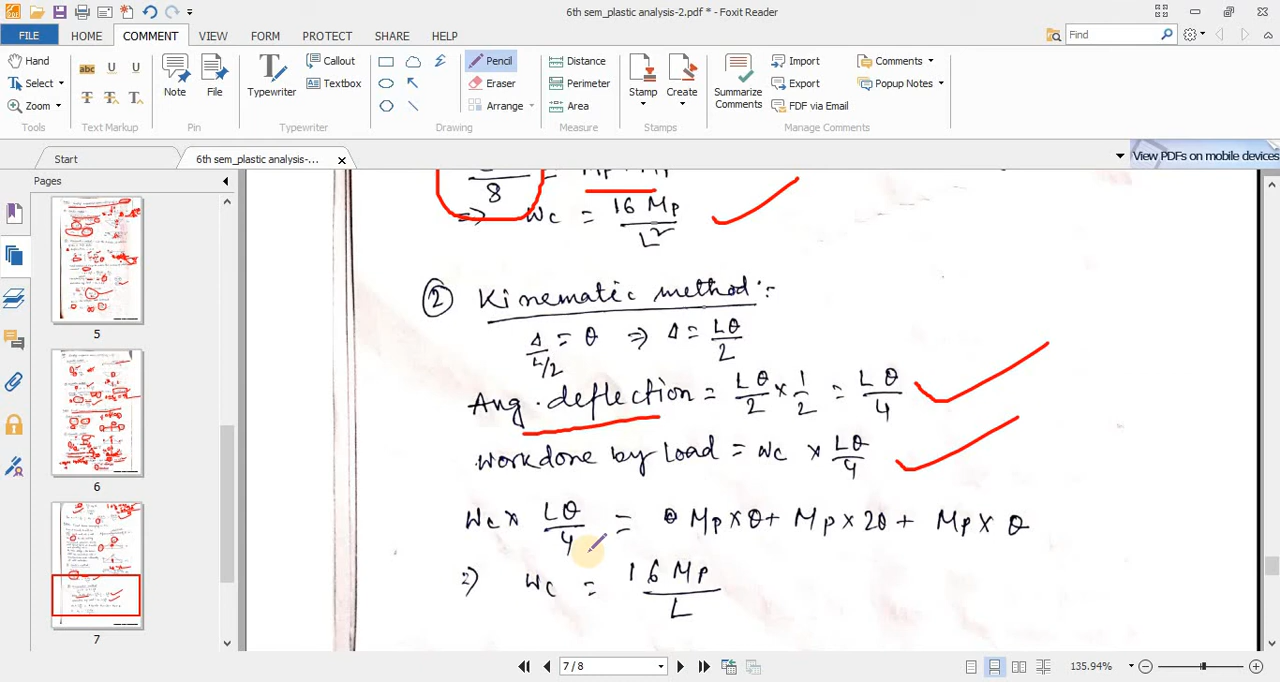 6th sem_plastic analysis-2.pdf * - Foxit Reader
FILE HOME COMMENT VIEW FORM PROTECT SHARE HELP
Find
Hand
Select
Zoom
Tools
abc U U
T T T
Text Markup
Note File
Pin
Typewriter
Callout
Textbox
Typewriter
Pencil
Eraser
Arrange
Drawing
Distance
Perimeter
Area
Measure
Stamp Create
Stamps
Summarize Comments
Import
Export
FDF via Email
Comments
Popup Notes
Manage Comments
Start
6th sem_plastic analysis-...
View PDFs on mobile devices
Pages
5
6
7
8
=> Wc = 16 Mp / L²
② Kinematic method :-
Δ / L/2 = θ => Δ = Lθ / 2
Avg. deflection = Lθ / 2 × 1 / 2 = Lθ / 4
Workdone by Load = Wc × Lθ / 4
Wc × Lθ / 4 = θ Mp × θ + Mp × 2θ + Mp × θ
=> Wc = 16 Mp / L
7 / 8
135.94%